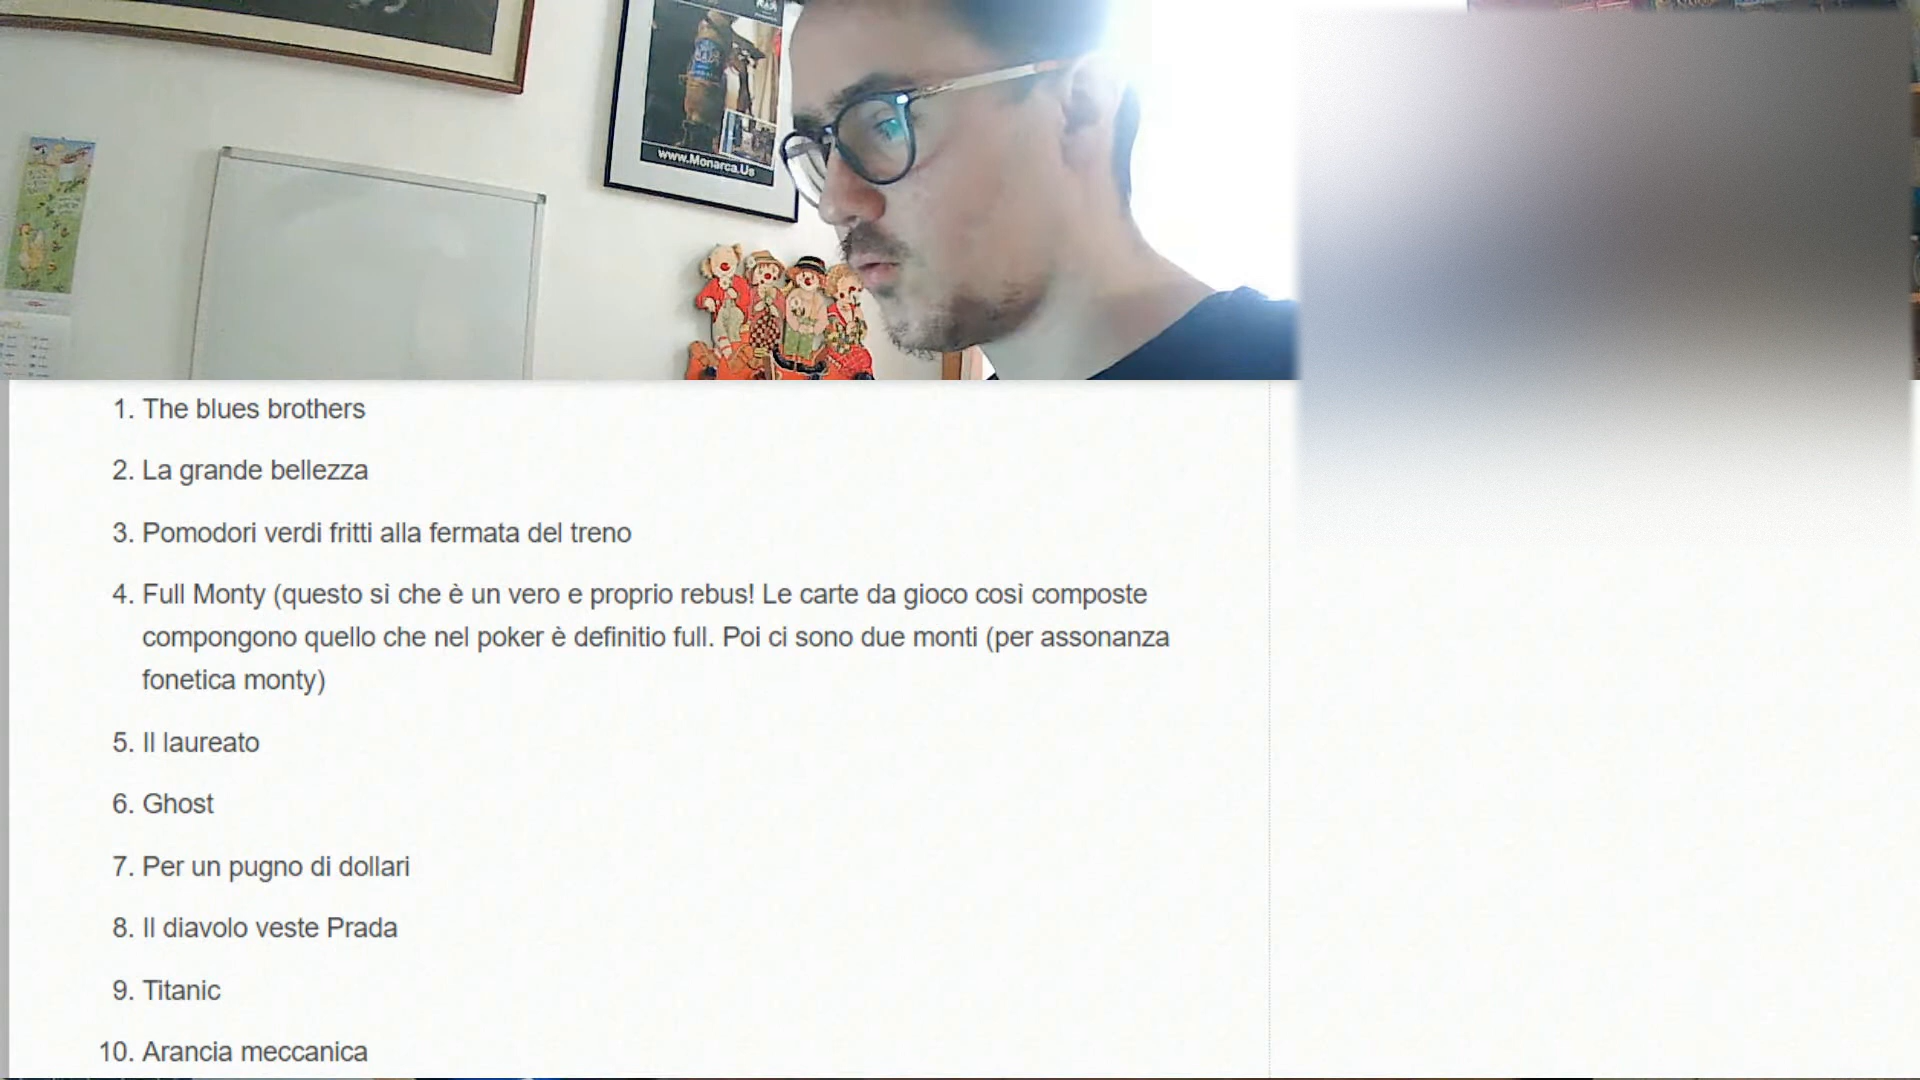 www.Monarca.Us
1. The blues brothers
2. La grande bellezza
3. Pomodori verdi fritti alla fermata del treno
4. Full Monty (questo sì che è un vero e proprio rebus! Le carte da gioco così composte
compongono quello che nel poker è definitio full. Poi ci sono due monti (per assonanza
fonetica monty)
5. Il laureato
6. Ghost
7. Per un pugno di dollari
8. Il diavolo veste Prada
9. Titanic
10. Arancia meccanica